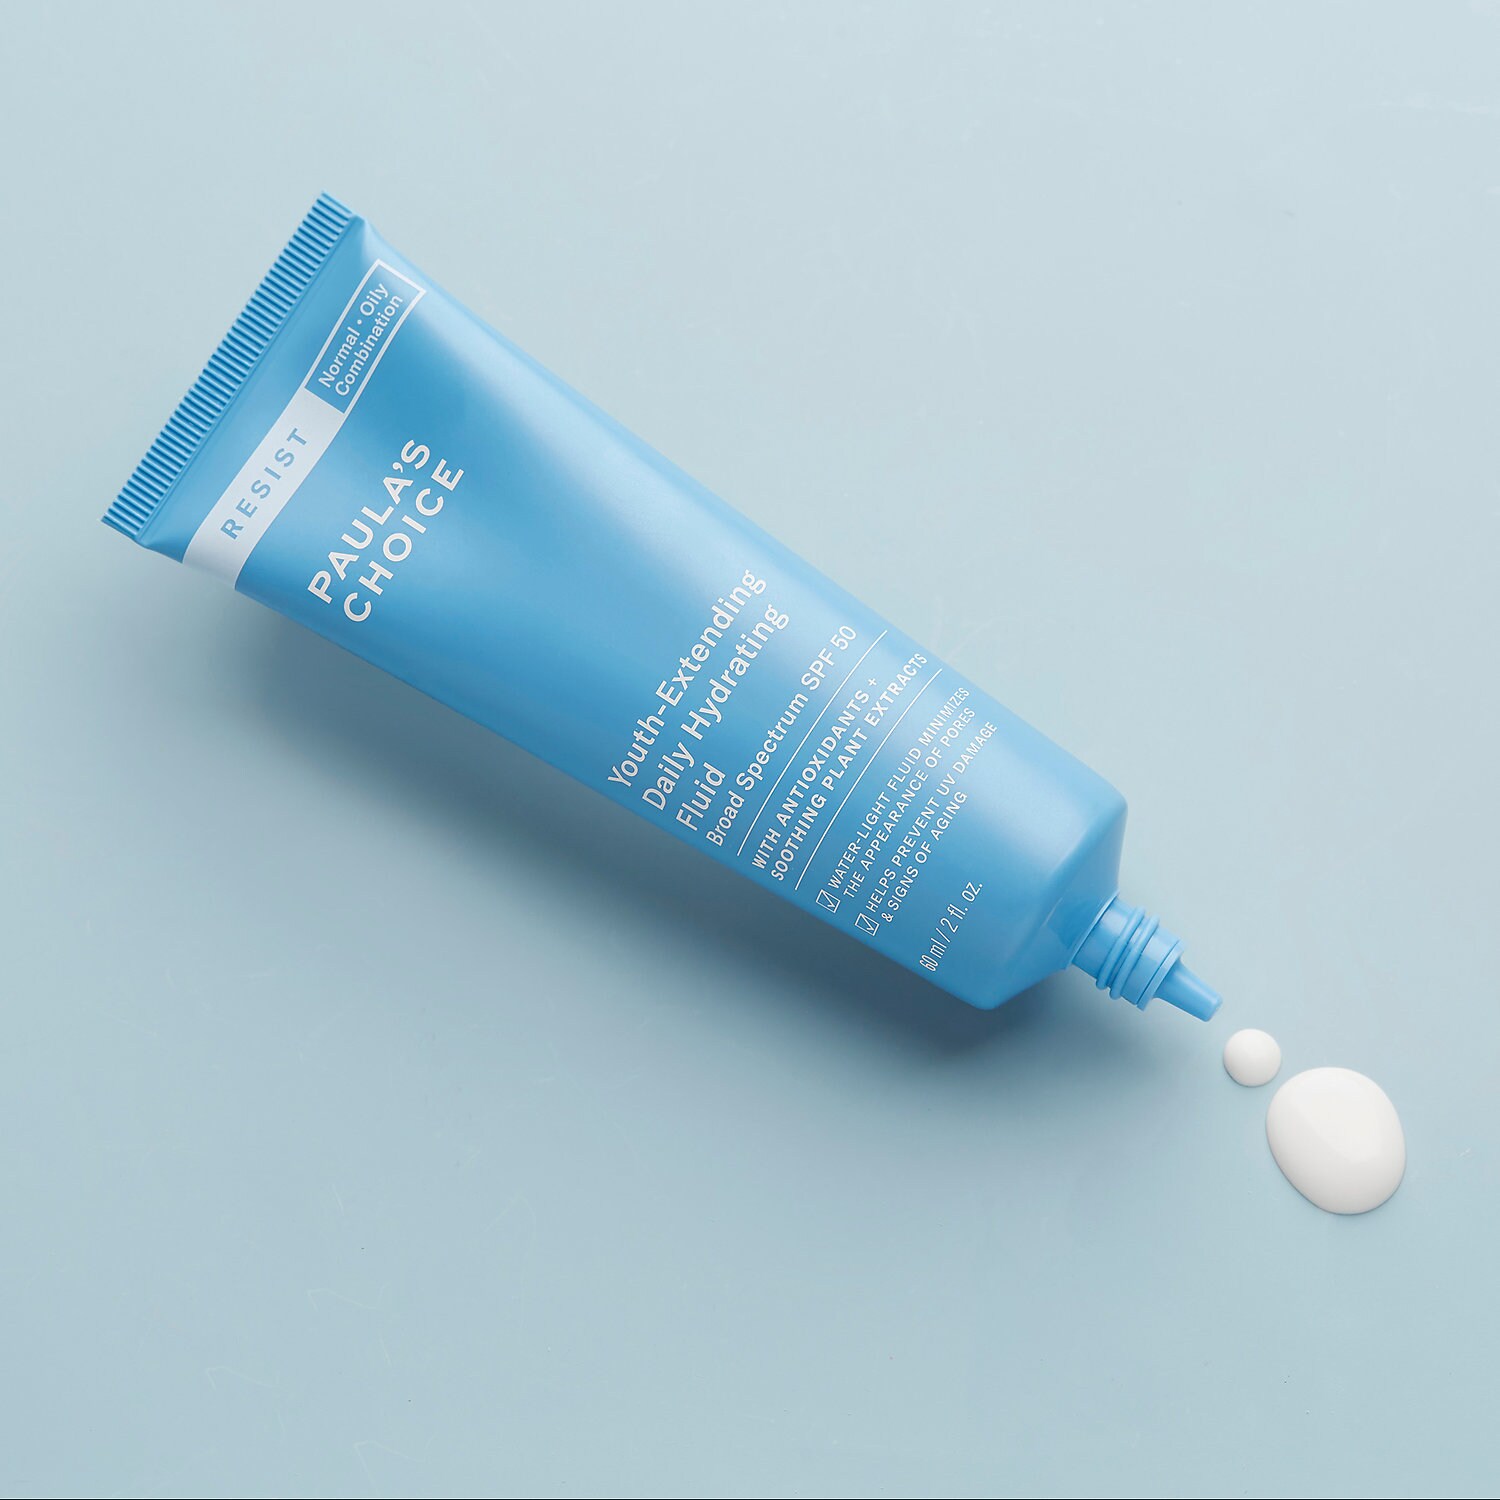 RESIST
Normal · Oily
Combination
PAULA'S
CHOICE
Youth-Extending
Daily Hydrating
Fluid
Broad Spectrum SPF 50
WITH ANTIOXIDANTS +
SOOTHING PLANT EXTRACTS
WATER-LIGHT FLUID MINIMIZES
THE APPEARANCE OF PORES
HELPS PREVENT UV DAMAGE
& SIGNS OF AGING
60 ml / 2 fl. oz.